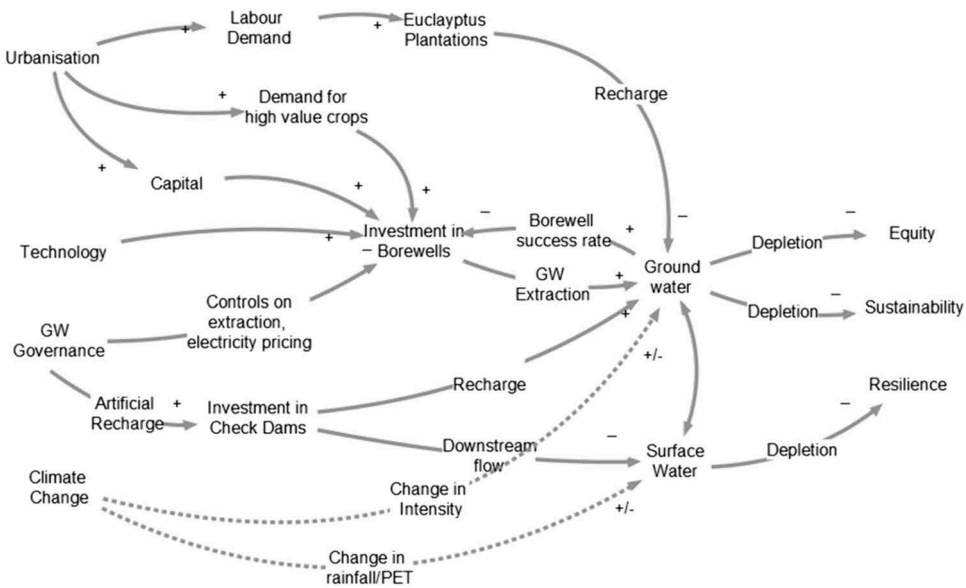 Labour
Demand
+
+
Euclayptus
Plantations
Urbanisation
Recharge
+
Demand for
high value crops
+
Capital
+
+
–
Borewell
success rate
+
–
Depletion
–
Equity
Technology
+
Investment in
– Borewells
GW
Extraction
+
Ground
water
Depletion
–
Sustainability
Controls on
extraction,
electricity pricing
+
GW
Governance
+/-
Recharge
Resilience
Artificial
Recharge
+
Investment in
Check Dams
–
Downstream
flow
–
Surface
Water
Depletion
Climate
Change
Change in
Intensity
+/-
Change in
rainfall/PET